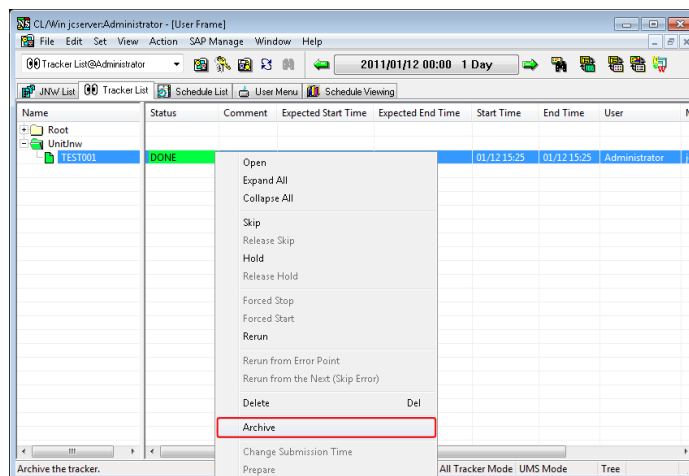 CL/Win jcserver:Administrator - [User Frame]
File Edit Set View Action SAP Manage Window Help
Tracker List@Administrator 2011/01/12 00:00 1 Day
JNW List Tracker List Schedule List User Menu Schedule Viewing
Name Status Comment Expected Start Time Expected End Time Start Time End Time User
Root
UnitJnw
TEST001 DONE 01/12 15:25 01/12 15:25 Administrator
Open
Expand All
Collapse All
Skip
Release Skip
Hold
Release Hold
Forced Stop
Forced Start
Rerun
Rerun from Error Point
Rerun from the Next (Skip Error)
Delete Del
Archive
Change Submission Time
Prepare
Archive the tracker. All Tracker Mode UMS Mode Tree